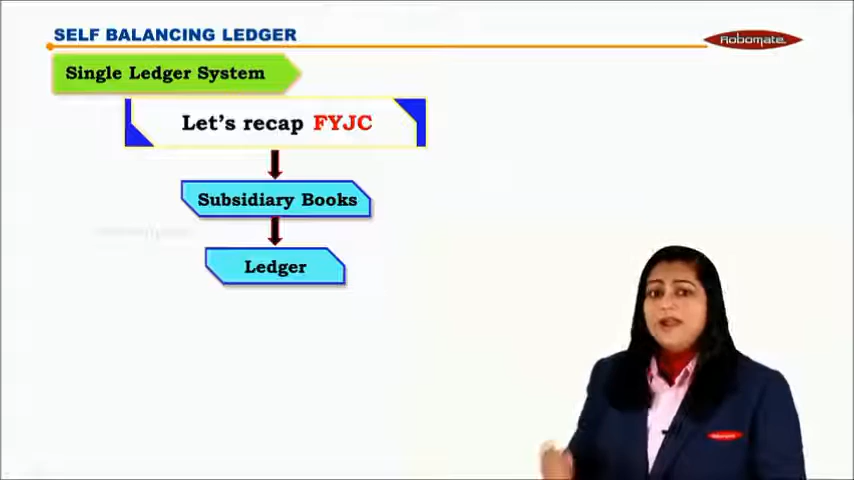 SELF BALANCING LEDGER
Robomate
Single Ledger System
Let's recap FYJC
Subsidiary Books
Ledger